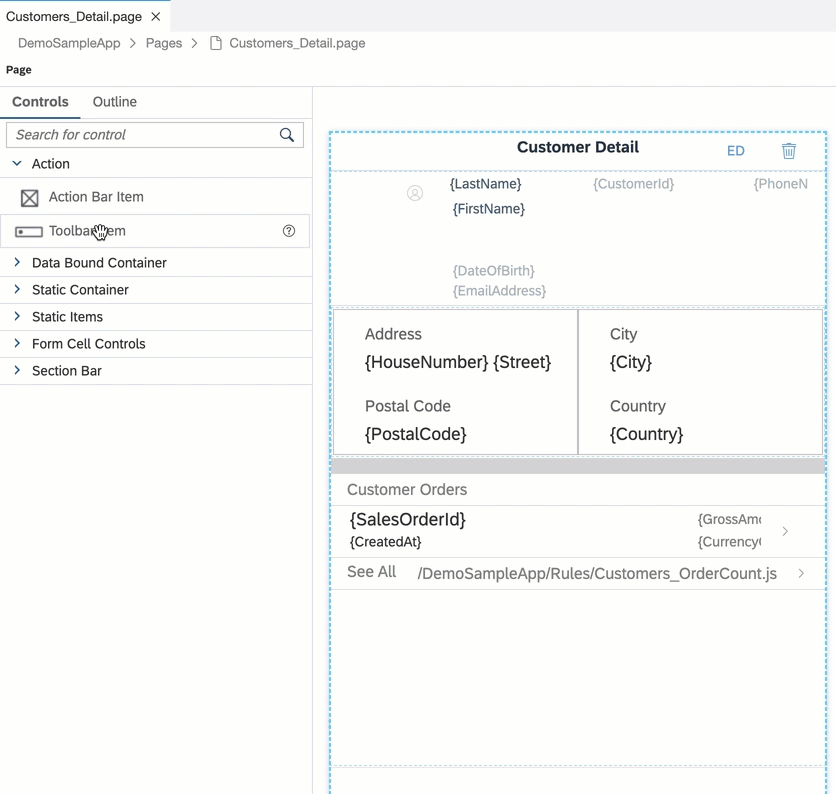 Customers_Detail.page
DemoSampleApp > Pages > Customers_Detail.page
Page
Controls Outline
Search for control
Action
Action Bar Item
Toolbar Item
Data Bound Container
Static Container
Static Items
Form Cell Controls
Section Bar
Customer Detail ED
{LastName} {CustomerId} {PhoneN
{FirstName}
{DateOfBirth}
{EmailAddress}
Address City
{HouseNumber} {Street} {City}
Postal Code Country
{PostalCode} {Country}
Customer Orders
{SalesOrderId} {GrossAmo
{CreatedAt} {Currency
See All /DemoSampleApp/Rules/Customers_OrderCount.js